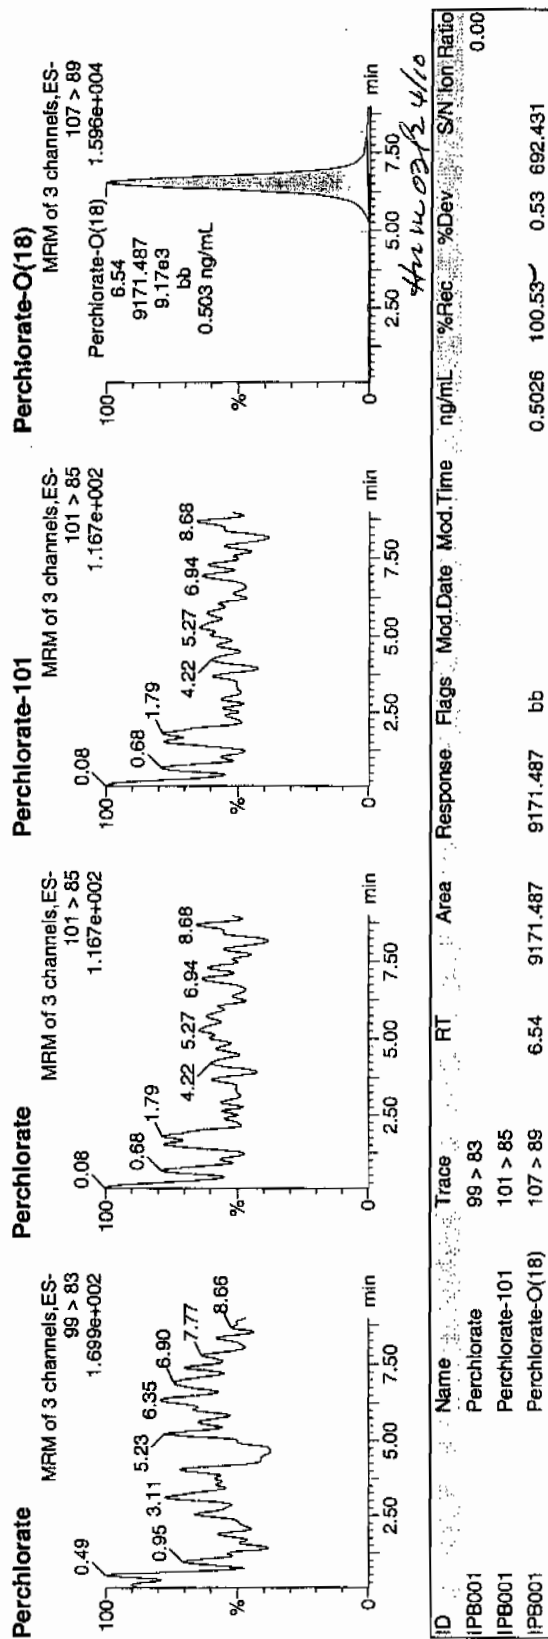 Perchlorate
MRM of 3 channels,ES-
99 > 83
1.699e+002
100
0.49
0.95
3.11
5.23
6.35
6.90
7.77
8.66
%
0
2.50
5.00
7.50
min
Perchlorate
MRM of 3 channels,ES-
101 > 85
1.167e+002
100
0.08
0.68
1.79
4.22
5.27
6.94
8.68
%
0
2.50
5.00
7.50
min
Perchlorate-101
MRM of 3 channels,ES-
101 > 85
1.167e+002
100
0.08
0.68
1.79
4.22
5.27
6.94
8.68
%
0
2.50
5.00
7.50
min
Perchlorate-O(18)
MRM of 3 channels,ES-
107 > 89
1.596e+004
100
Perchlorate-O(18)
6.54
9171.487
9.17e3
bb
0.503 ng/mL
%
0
2.50
5.00
7.50
min
4/10
ID Name Trace RT Area Response Flags Mod.Date Mod.Time ng/mL %Rec %Dev S/N Ion Ratio
IPB001 Perchlorate 99 > 83 0.00
IPB001 Perchlorate-101 101 > 85
IPB001 Perchlorate-O(18) 107 > 89 6.54 9171.487 9171.487 bb 0.5026 100.53 0.53 692.431